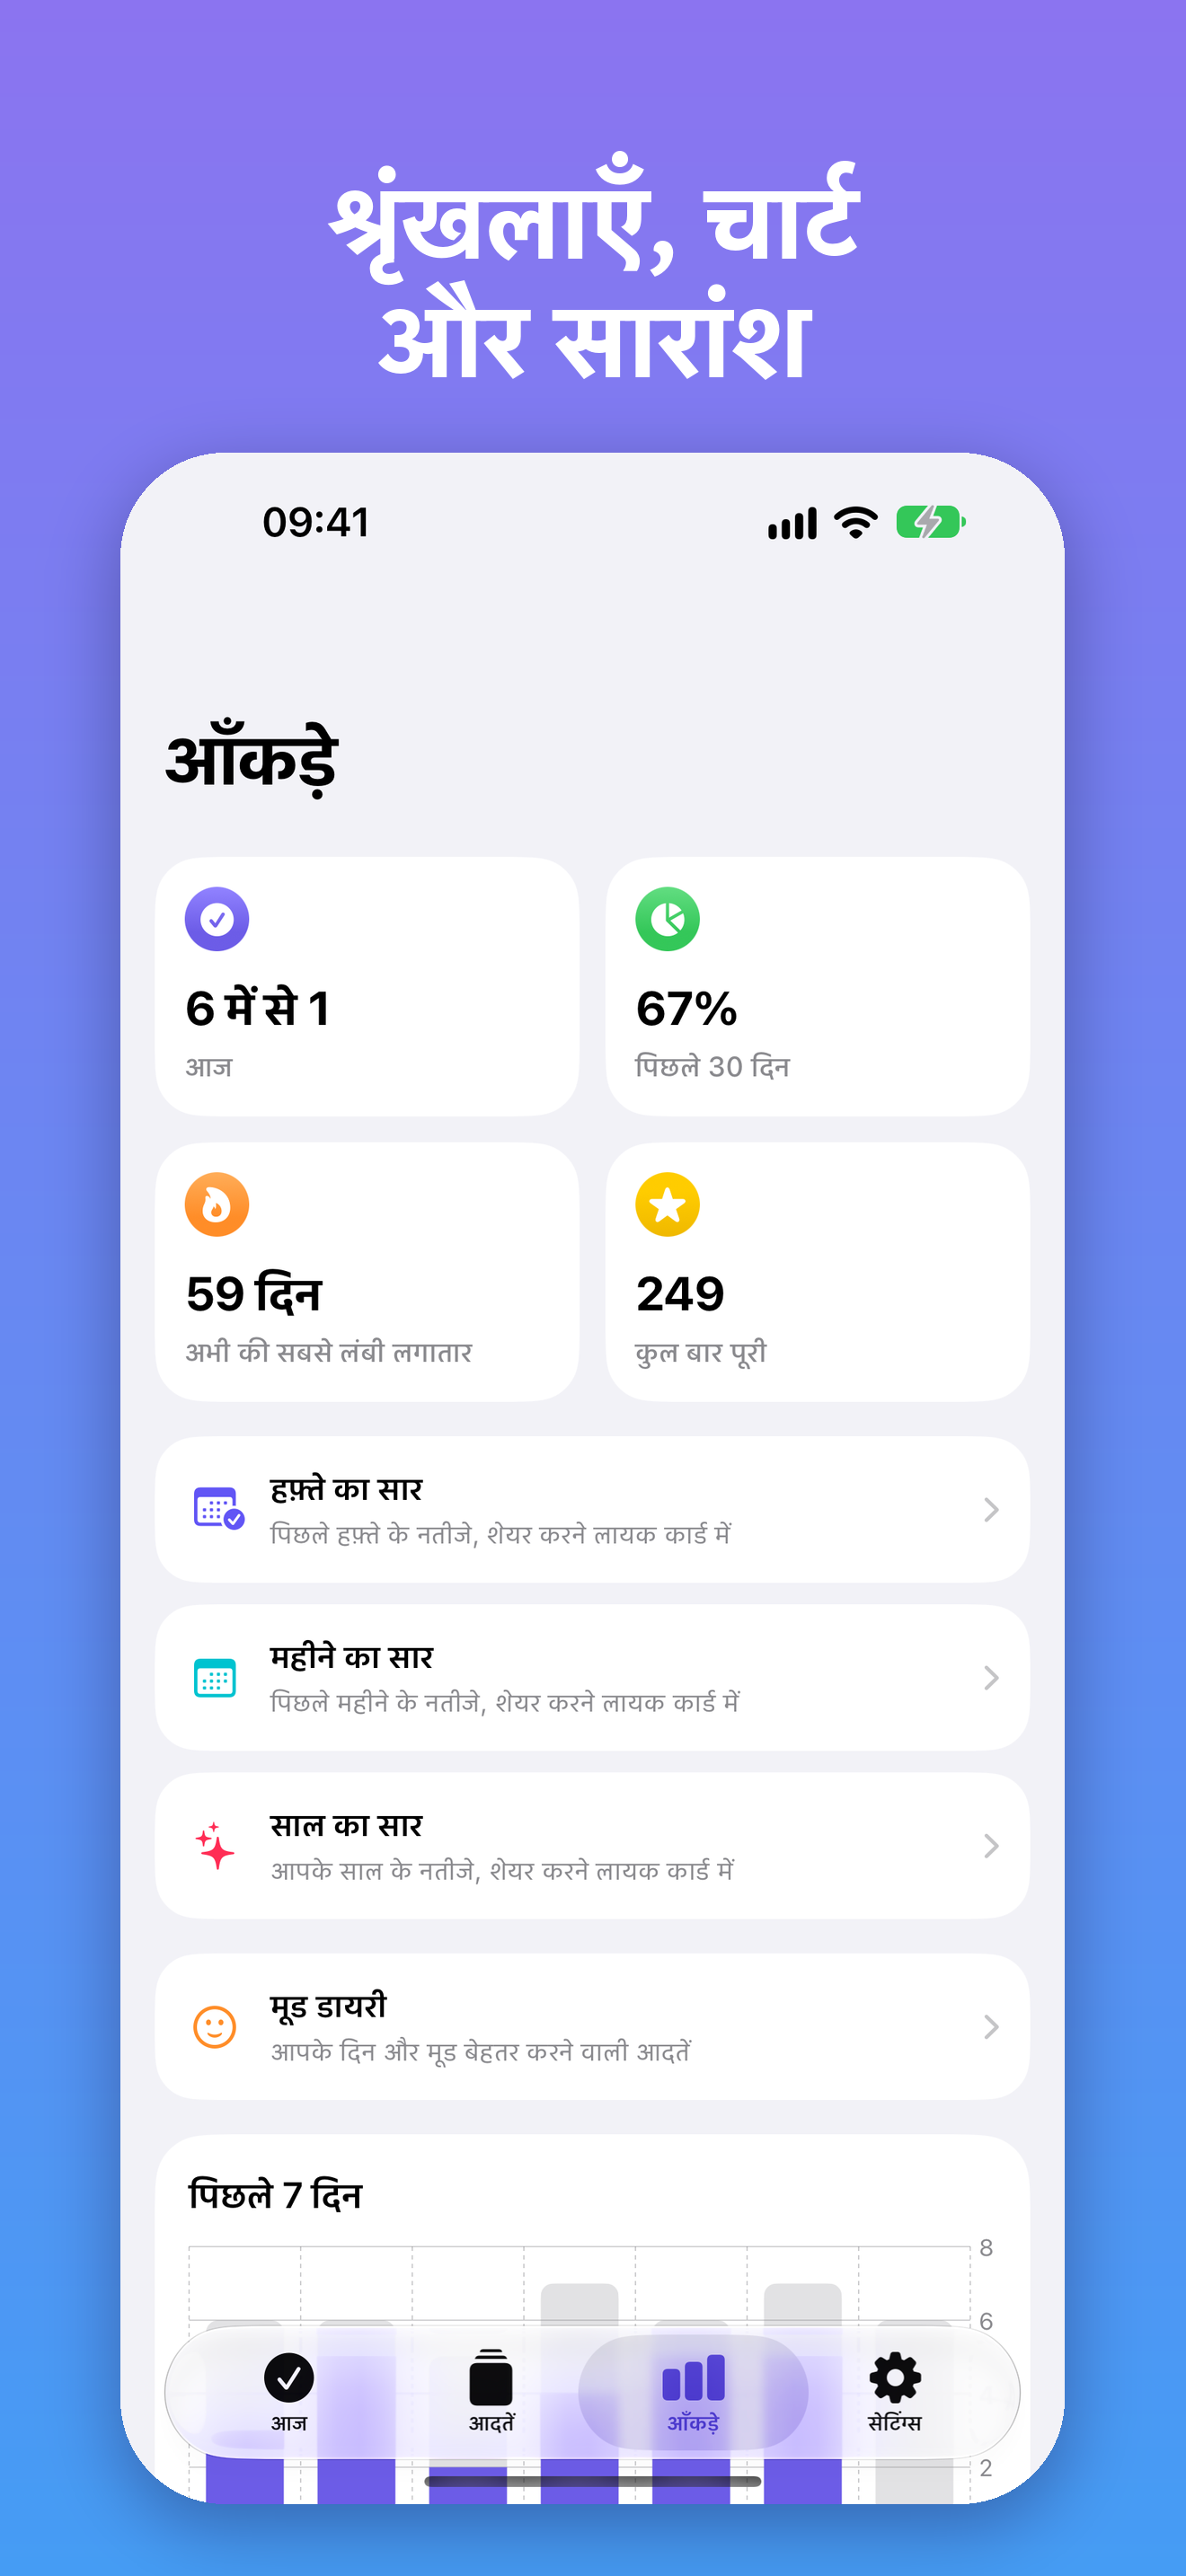 श्रृंखलाएँ, चार्ट
और सारांश
09:41
आँकड़े
6 में से 1
आज
67%
पिछले 30 दिन
59 दिन
अभी की सबसे लंबी लगातार
249
कुल बार पूरी
हफ़्ते का सार
पिछले हफ़्ते के नतीजे, शेयर करने लायक कार्ड में
महीने का सार
पिछले महीने के नतीजे, शेयर करने लायक कार्ड में
साल का सार
आपके साल के नतीजे, शेयर करने लायक कार्ड में
मूड डायरी
आपके दिन और मूड बेहतर करने वाली आदतें
पिछले 7 दिन
8
6
2
आज
आदतें
आँकड़े
सेटिंग्स